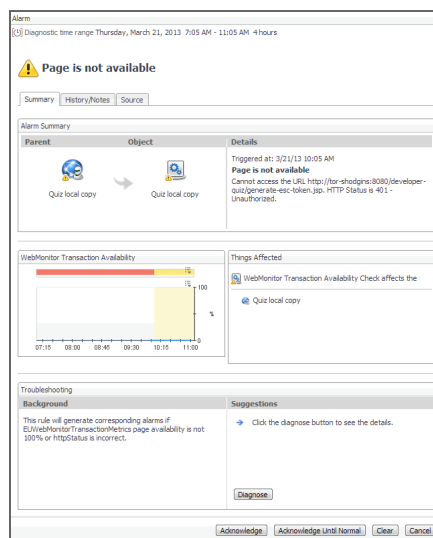 Alarm
Diagnostic time range Thursday, March 21, 2013 7:05 AM - 11:05 AM 4 hours
Page is not available
Summary History/Notes Source
Alarm Summary
Parent Object Details
Quiz local copy Quiz local copy
Triggered at: 3/21/13 10:05 AM
Page is not available
Cannot access the URL http://tor-shodgins:8080/developer-
quiz/generate-esc-token.jsp. HTTP Status is 401 -
Unauthorized.
WebMonitor Transaction Availability
100
%
0
07:15 08:00 08:45 09:30 10:15 11:00
Things Affected
WebMonitor Transaction Availability Check affects the
Quiz local copy
Troubleshooting
Background
This rule will generate corresponding alarms if
EUWebMonitorTransactionMetrics page availability is not
100% or httpStatus is incorrect.
Suggestions
Click the diagnose button to see the details.
Diagnose
Acknowledge Acknowledge Until Normal Clear Cancel